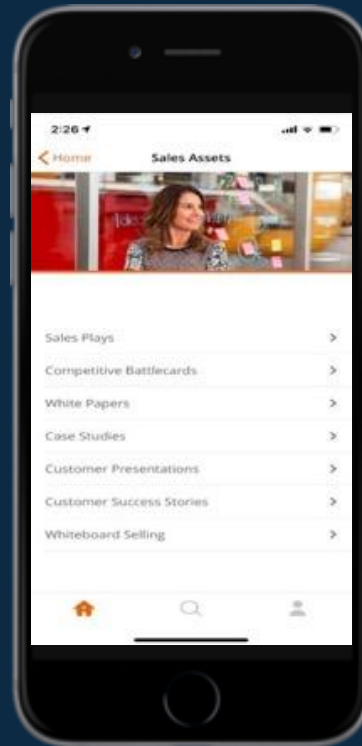 2:26
Home Sales Assets
Sales Plays
Competitive Battlecards
White Papers
Case Studies
Customer Presentations
Customer Success Stories
Whiteboard Selling